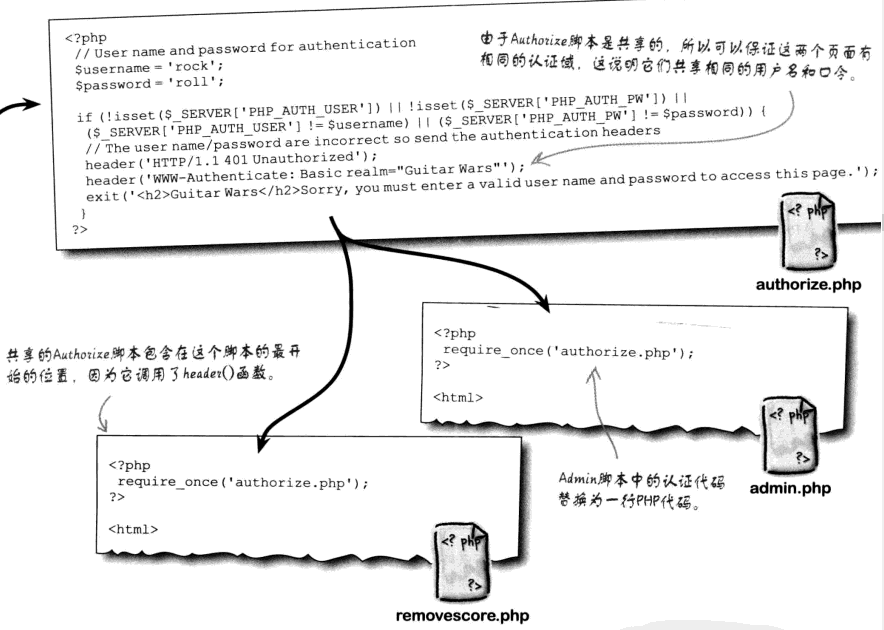 <?php
// User name and password for authentication
$username = 'rock';
$password = 'roll';
if (!isset($_SERVER['PHP_AUTH_USER']) || !isset($_SERVER['PHP_AUTH_PW']) ||
($_SERVER['PHP_AUTH_USER'] != $username) || ($_SERVER['PHP_AUTH_PW'] != $password)) {
// The user name/password are incorrect so send the authentication headers
header('HTTP/1.1 401 Unauthorized');
header('WWW-Authenticate: Basic realm="Guitar Wars"');
exit('<h2>Guitar Wars</h2>Sorry, you must enter a valid user name and password to access this page.');
}
?>
由于Authorize脚本是共享的，所以可以保证这两个页面有
相同的认证域，这说明它们共享相同的用户名和口令。
<? php
?>
authorize.php
共享的Authorize脚本包含在这个脚本的最开
始的位置，因为它调用了header()函数。
<?php
require_once('authorize.php');
?>
<html>
<? php
?>
admin.php
Admin脚本中的认证代码
替换为一行PHP代码。
<?php
require_once('authorize.php');
?>
<html>
<? php
?>
removescore.php